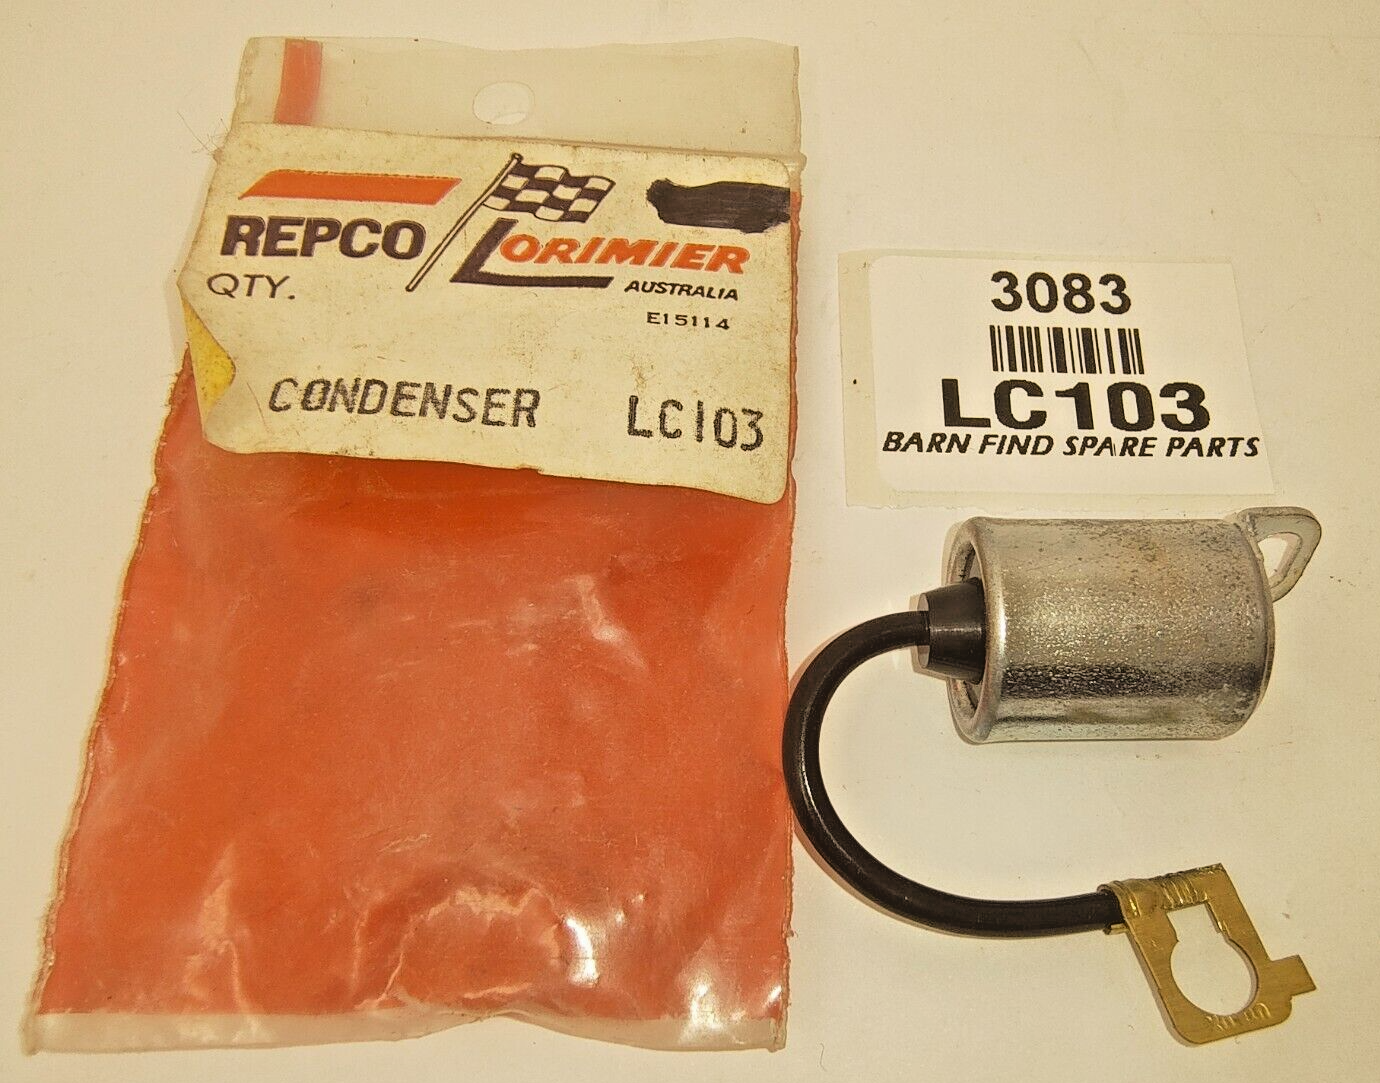 REPCO LORIMIER
AUSTRALIA
QTY.
E15114
CONDENSER LC103
3083
LC103
BARN FIND SPARE PARTS